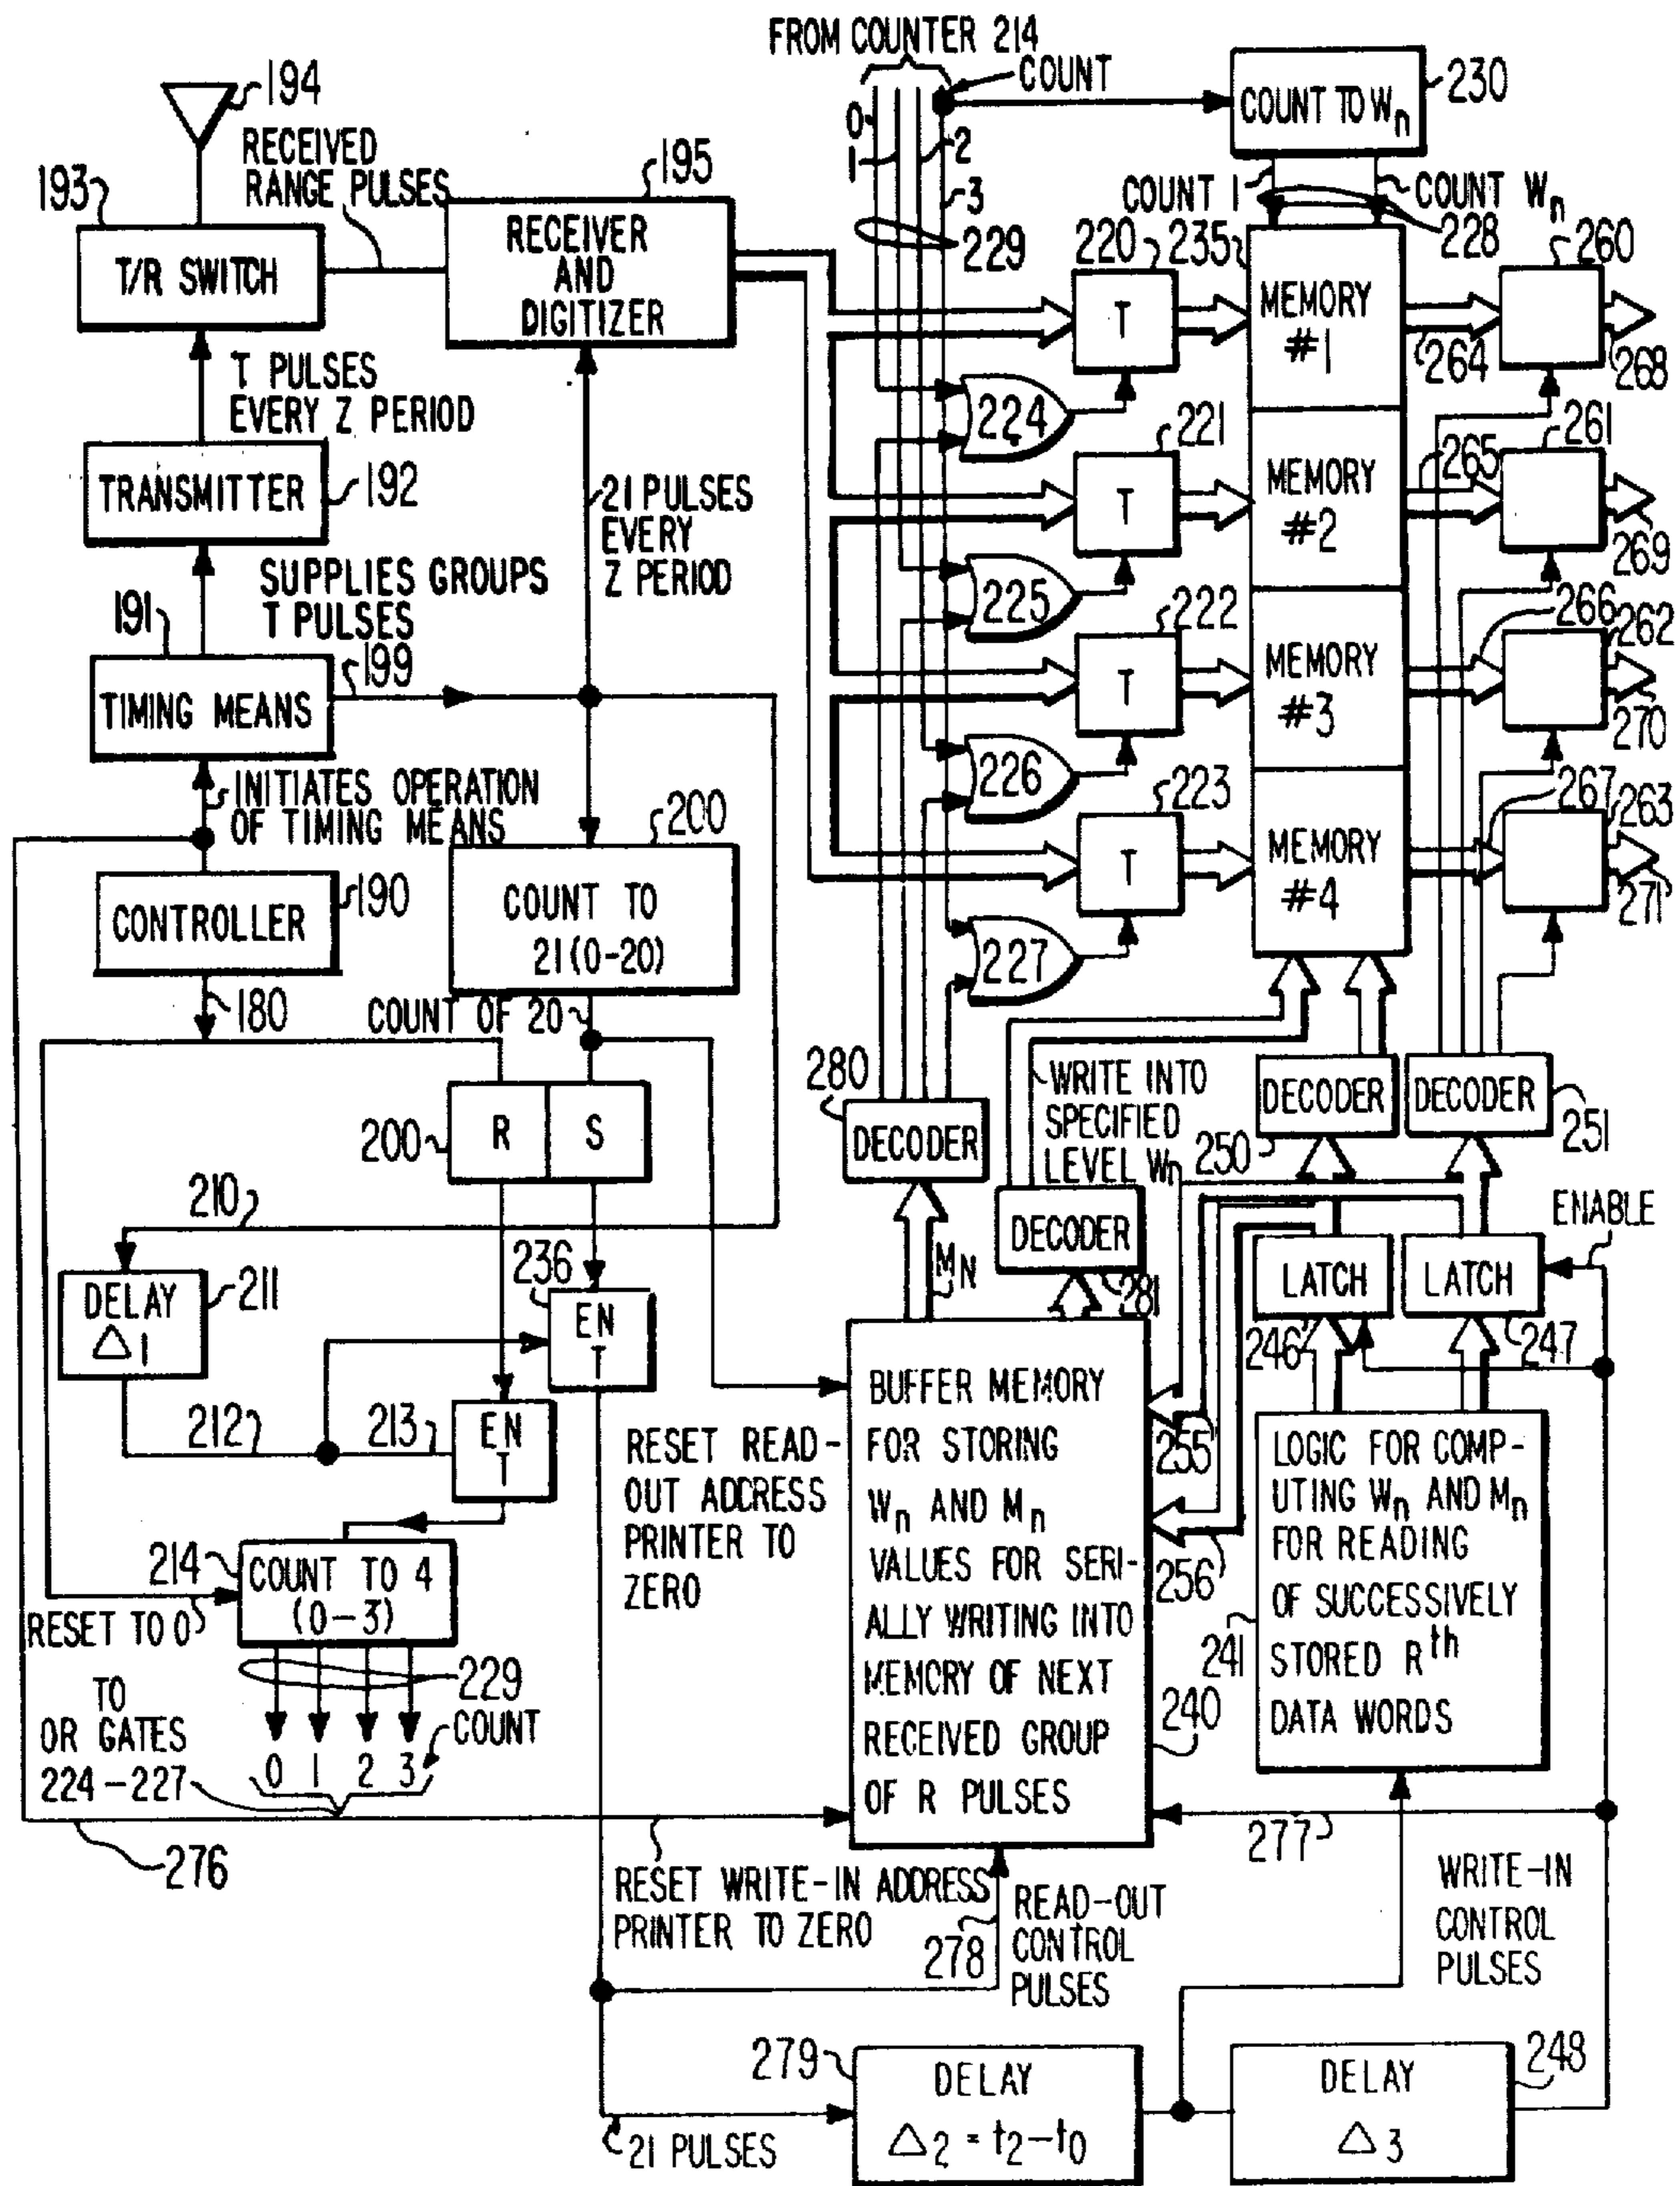 FROM COUNTER 214
COUNT
COUNT TO Wn
230
194
RECEIVED
RANGE PULSES
193
195
T/R SWITCH
RECEIVER
AND
DIGITIZER
0
1
2
3
229
COUNT 1
COUNT Wn
228
220
235
260
T
MEMORY
#1
264
268
T PULSES
EVERY Z PERIOD
224
221
261
TRANSMITTER
192
21 PULSES
EVERY
Z PERIOD
T
MEMORY
#2
265
269
SUPPLIES GROUPS
T PULSES
191
199
225
222
266
262
TIMING MEANS
T
MEMORY
#3
270
INITIATES OPERATION
OF TIMING MEANS
200
226
223
267
263
CONTROLLER
190
COUNT TO
21(0-20)
T
MEMORY
#4
271
180
COUNT OF 20
227
WRITE INTO
SPECIFIED
LEVEL Wn
280
DECODER
DECODER
DECODER
250
251
200
R
S
210
MN
DECODER
281
ENABLE
LATCH
LATCH
246
247
DELAY
Δ1
211
236
EN
T
212
213
EN
T
RESET READ-
OUT ADDRESS
PRINTER TO
ZERO
BUFFER MEMORY
FOR STORING
Wn AND Mn
VALUES FOR SERI-
ALLY WRITING INTO
MEMORY OF NEXT
RECEIVED GROUP
OF R PULSES
240
255
256
LOGIC FOR COMP-
UTING Wn AND Mn
FOR READING
OF SUCCESSIVELY
STORED Rth
DATA WORDS
241
214
COUNT TO 4
(0-3)
RESET TO 0
229
COUNT
TO
OR GATES
224-227
0 1 2 3
276
277
RESET WRITE-IN ADDRESS
PRINTER TO ZERO
278
READ-OUT
CONTROL
PULSES
WRITE-IN
CONTROL
PULSES
279
DELAY
Δ2 = t2-t0
248
DELAY
Δ3
21 PULSES